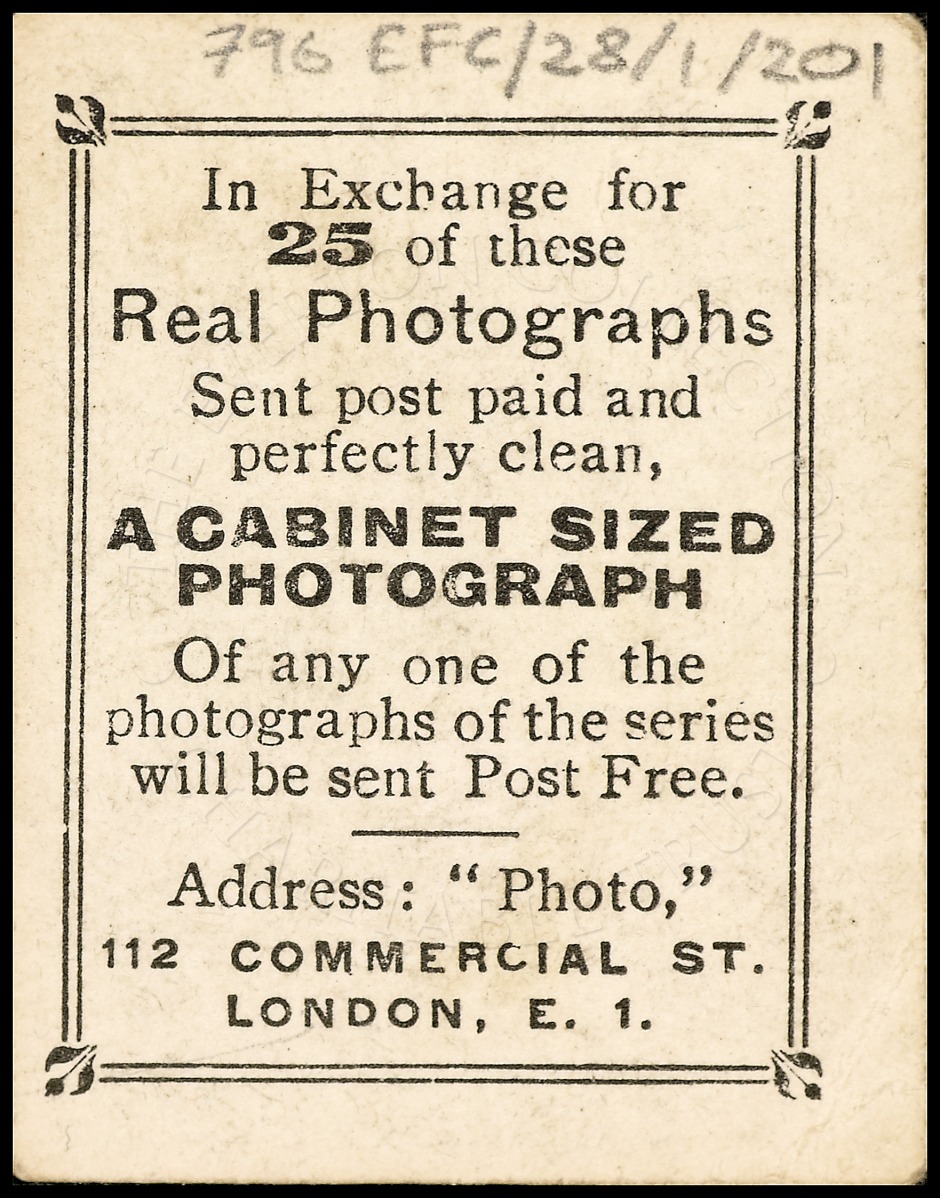 796 EFC/28/1/201
In Exchange for
25 of these
Real Photographs
Sent post paid and
perfectly clean,
A CABINET SIZED
PHOTOGRAPH
Of any one of the
photographs of the series
will be sent Post Free.
Address: “Photo,”
112 COMMERCIAL ST.
LONDON, E. 1.